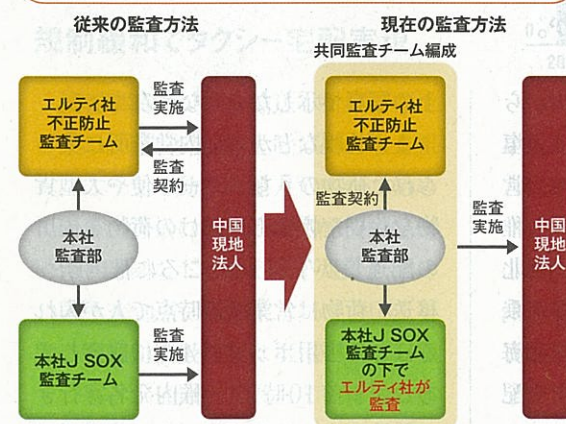 従来の監査方法
現在の監査方法
共同監査チーム編成
エルティ社
不正防止
監査チーム
監査
実施
監査
契約
本社
監査部
中国
現地
法人
本社J SOX
監査チーム
監査
実施
エルティ社
不正防止
監査チーム
監査契約
本社
監査部
監査
実施
中国
現地
法人
本社J SOX
監査チーム
の下で
エルティ社が
監査